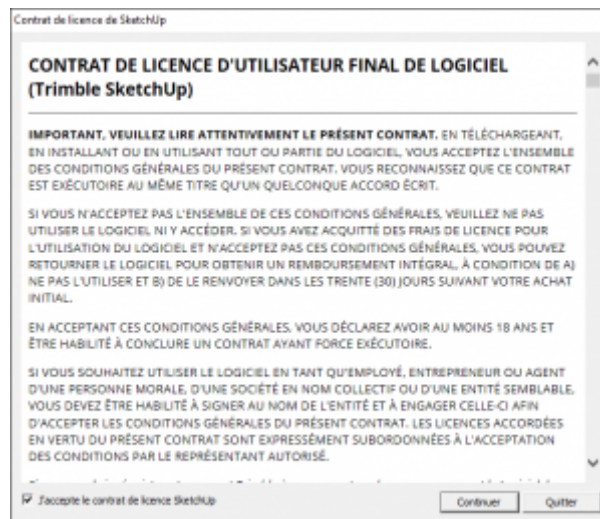 Contrat de licence de SketchUp
CONTRAT DE LICENCE D'UTILISATEUR FINAL DE LOGICIEL
(Trimble SketchUp)
IMPORTANT, VEUILLEZ LIRE ATTENTIVEMENT LE PRÉSENT CONTRAT. EN TÉLÉCHARGEANT,
EN INSTALLANT OU EN UTILISANT TOUT OU PARTIE DU LOGICIEL, VOUS ACCEPTEZ L'ENSEMBLE
DES CONDITIONS GÉNÉRALES DU PRÉSENT CONTRAT. VOUS RECONNAISSEZ QUE CE CONTRAT
EST EXÉCUTOIRE AU MÊME TITRE QU'UN QUELCONQUE ACCORD ÉCRIT.
SI VOUS N'ACCEPTEZ PAS L'ENSEMBLE DE CES CONDITIONS GÉNÉRALES, VEUILLEZ NE PAS
UTILISER LE LOGICIEL NI Y ACCÉDER. SI VOUS AVEZ ACQUITTÉ DES FRAIS DE LICENCE POUR
L'UTILISATION DU LOGICIEL ET N'ACCEPTEZ PAS CES CONDITIONS GÉNÉRALES, VOUS POUVEZ
RETOURNER LE LOGICIEL POUR OBTENIR UN REMBOURSEMENT INTÉGRAL, À CONDITION DE A)
NE PAS L'UTILISER ET B) DE LE RENVOYER DANS LES TRENTE (30) JOURS SUIVANT VOTRE ACHAT
INITIAL.
EN ACCEPTANT CES CONDITIONS GÉNÉRALES, VOUS DÉCLAREZ AVOIR AU MOINS 18 ANS ET
ÊTRE HABILITÉ À CONCLURE UN CONTRAT AYANT FORCE EXÉCUTOIRE.
SI VOUS SOUHAITEZ UTILISER LE LOGICIEL EN TANT QU'EMPLOYÉ, ENTREPRENEUR OU AGENT
D'UNE PERSONNE MORALE, D'UNE SOCIÉTÉ EN NOM COLLECTIF OU D'UNE ENTITÉ SEMBLABLE,
VOUS DEVEZ ÊTRE HABILITÉ À SIGNER AU NOM DE L'ENTITÉ ET À ENGAGER CELLE-CI AFIN
D'ACCEPTER LES CONDITIONS GÉNÉRALES DU PRÉSENT CONTRAT. LES LICENCES ACCORDÉES
EN VERTU DU PRÉSENT CONTRAT SONT EXPRESSÉMENT SUBORDONNÉES À L'ACCEPTATION
DES CONDITIONS PAR LE REPRÉSENTANT AUTORISÉ.
J'accepte le contrat de licence SketchUp
Continuer
Quitter